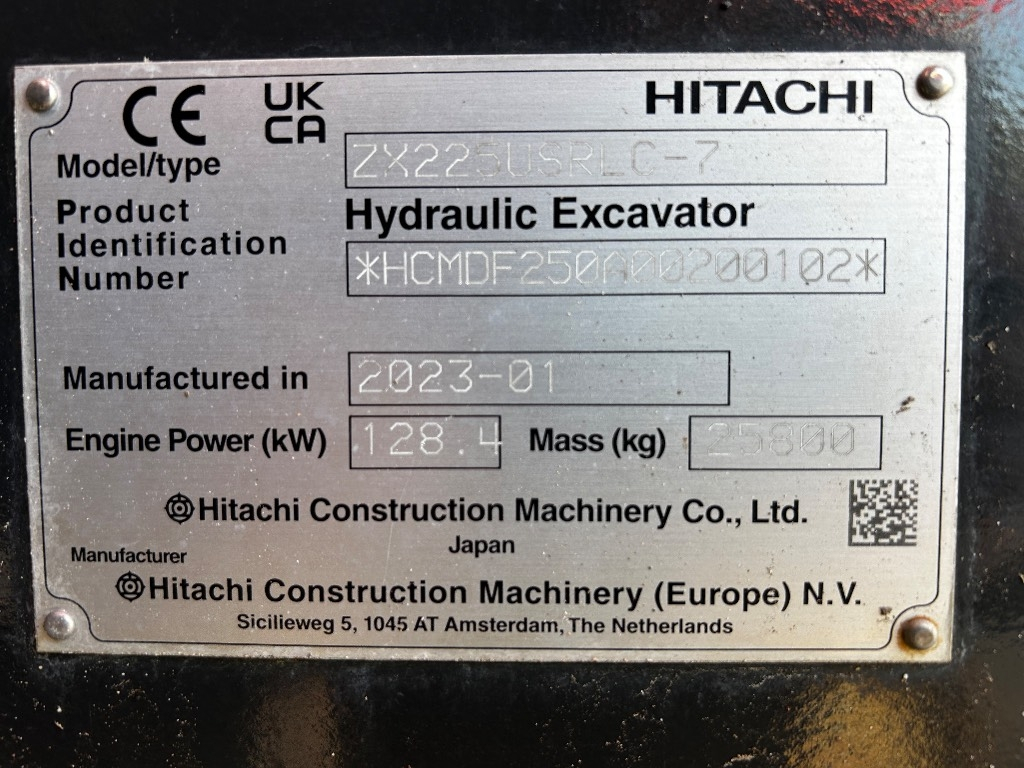 CE UK CA HITACHI
Model/type ZX225USRLC-7
Product Hydraulic Excavator
Identification
Number *HCMDF250A00200102*
Manufactured in 2023-01
Engine Power (kW) 128.4 Mass (kg) 25800
Hitachi Construction Machinery Co., Ltd.
Japan
Manufacturer
Hitachi Construction Machinery (Europe) N.V.
Sicilieweg 5, 1045 AT Amsterdam, The Netherlands